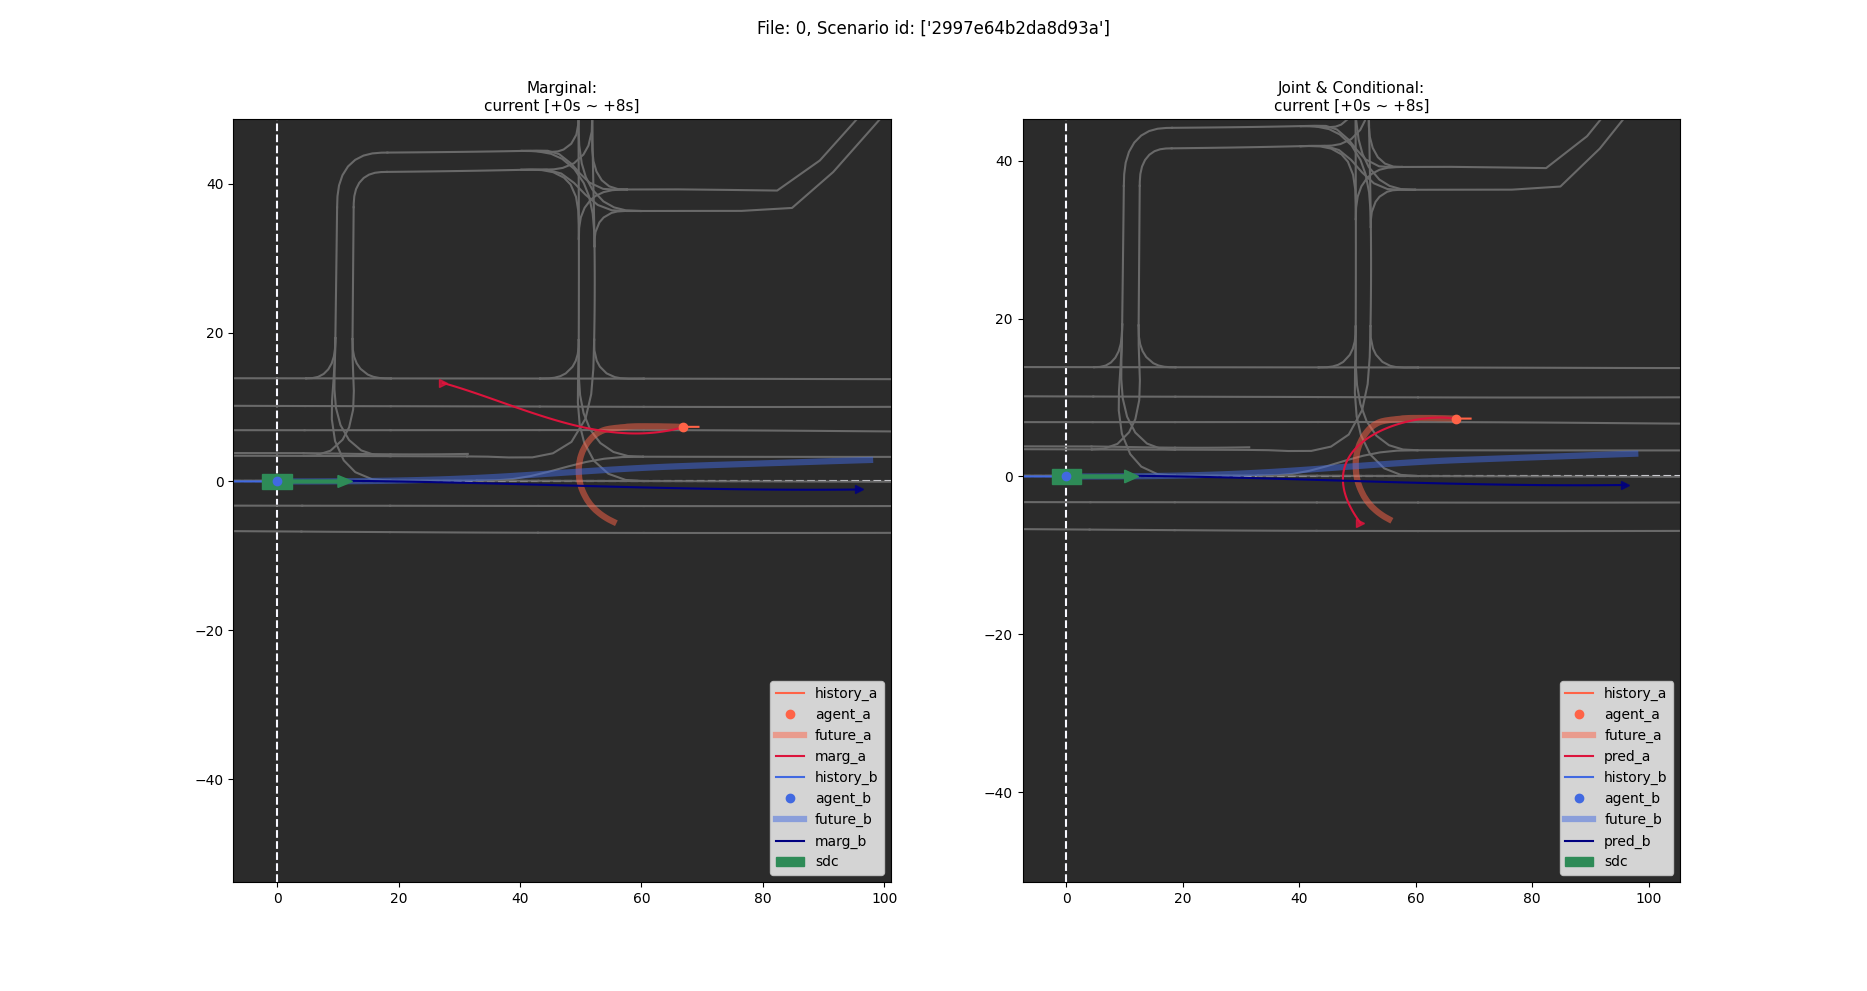 File: 0, Scenario id: ['2997e64b2da8d93a']
Marginal:
current [+0s ~ +8s]
40
20
0
−20
−40
0 20 40 60 80 100
history_a
agent_a
future_a
marg_a
history_b
agent_b
future_b
marg_b
sdc
Joint & Conditional:
current [+0s ~ +8s]
40
20
0
−20
−40
0 20 40 60 80 100
history_a
agent_a
future_a
pred_a
history_b
agent_b
future_b
pred_b
sdc